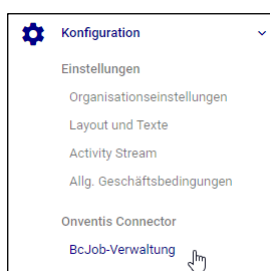 Konfiguration
Einstellungen
Organisationseinstellungen
Layout und Texte
Activity Stream
Allg. Geschäftsbedingungen
Onventis Connector
BcJob-Verwaltung